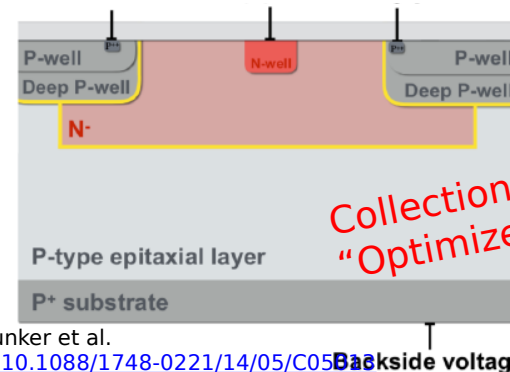 P++
P++
P-well
N-well
P-well
Deep P-well
Deep P-well
N-
Collection
"Optimize
P-type epitaxial layer
P+ substrate
unker et al.
10.1088/1748-0221/14/05/C05
Backside voltag